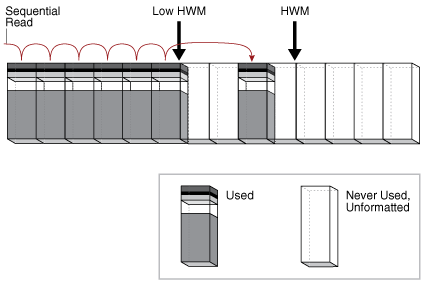 Sequential
Read
Low HWM
HWM
Used
Never Used,
Unformatted